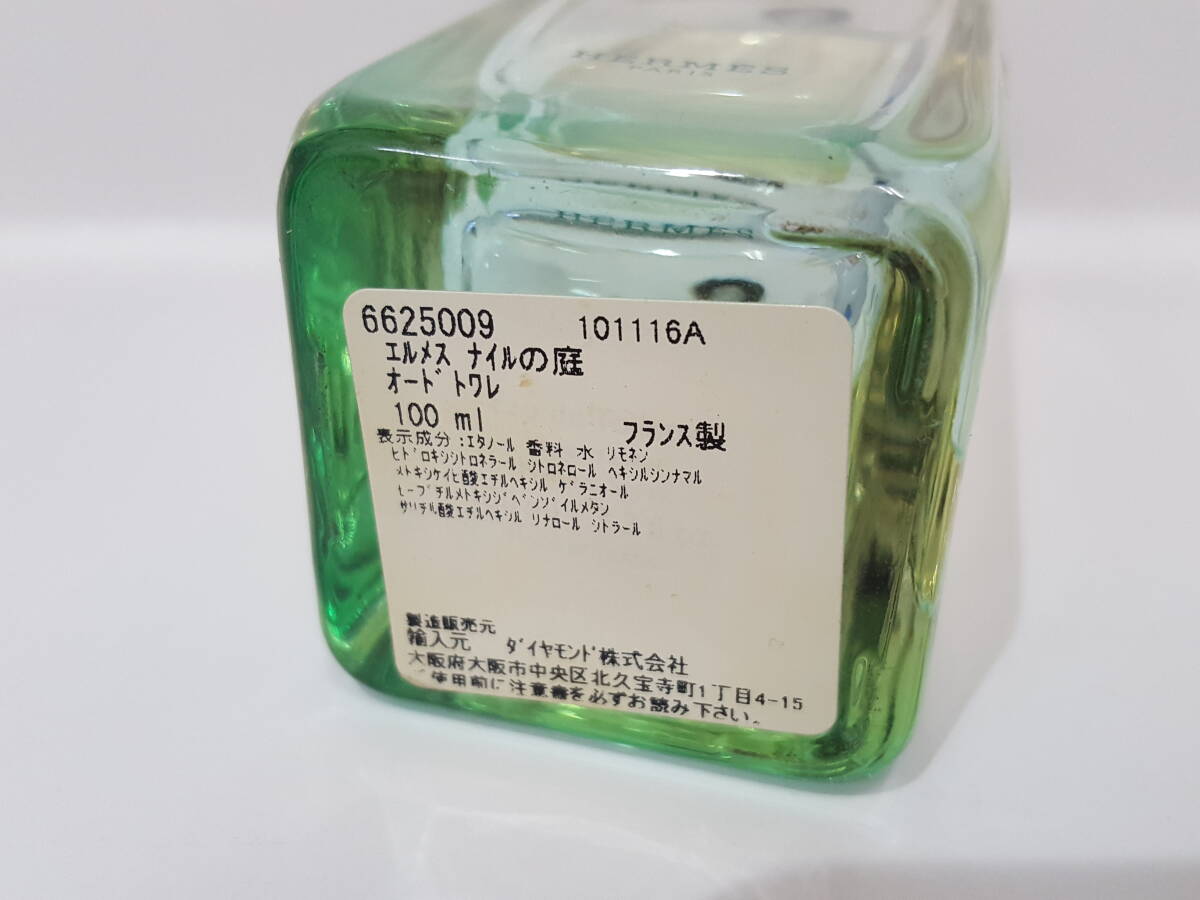 HERMES
PARIS
HERMES
6625009 101116A
ｴﾙﾒｽ ﾅｲﾙの庭
ｵｰﾄﾞﾄﾜﾚ
100 ml フランス製
表示成分 : ｴﾀﾉｰﾙ 香料 水 ﾘﾓﾈﾝ
ﾋﾄﾞﾛｷｼｼﾄﾛﾈﾗｰﾙ ｼﾄﾛﾈﾛｰﾙ ﾍｷｼﾙｼﾝﾅﾏﾙ
ﾒﾄｷｼｹｲﾋ酸ｴﾁﾙﾍｷｼﾙ ｹﾞﾗﾆｵｰﾙ
t-ﾌﾞﾁﾙﾒﾄｷｼｼﾞﾍﾞﾝｿﾞｲﾙﾒﾀﾝ
ｻﾘﾁﾙ酸ｴﾁﾙﾍｷｼﾙ ﾘﾅﾛｰﾙ ｼﾄﾗｰﾙ
製造販売元
輸入元 ﾀﾞｲﾔﾓﾝﾄﾞ株式会社
大阪府大阪市中央区北久宝寺町1丁目4-15
ご使用前に注意書を必ずお読み下さい。